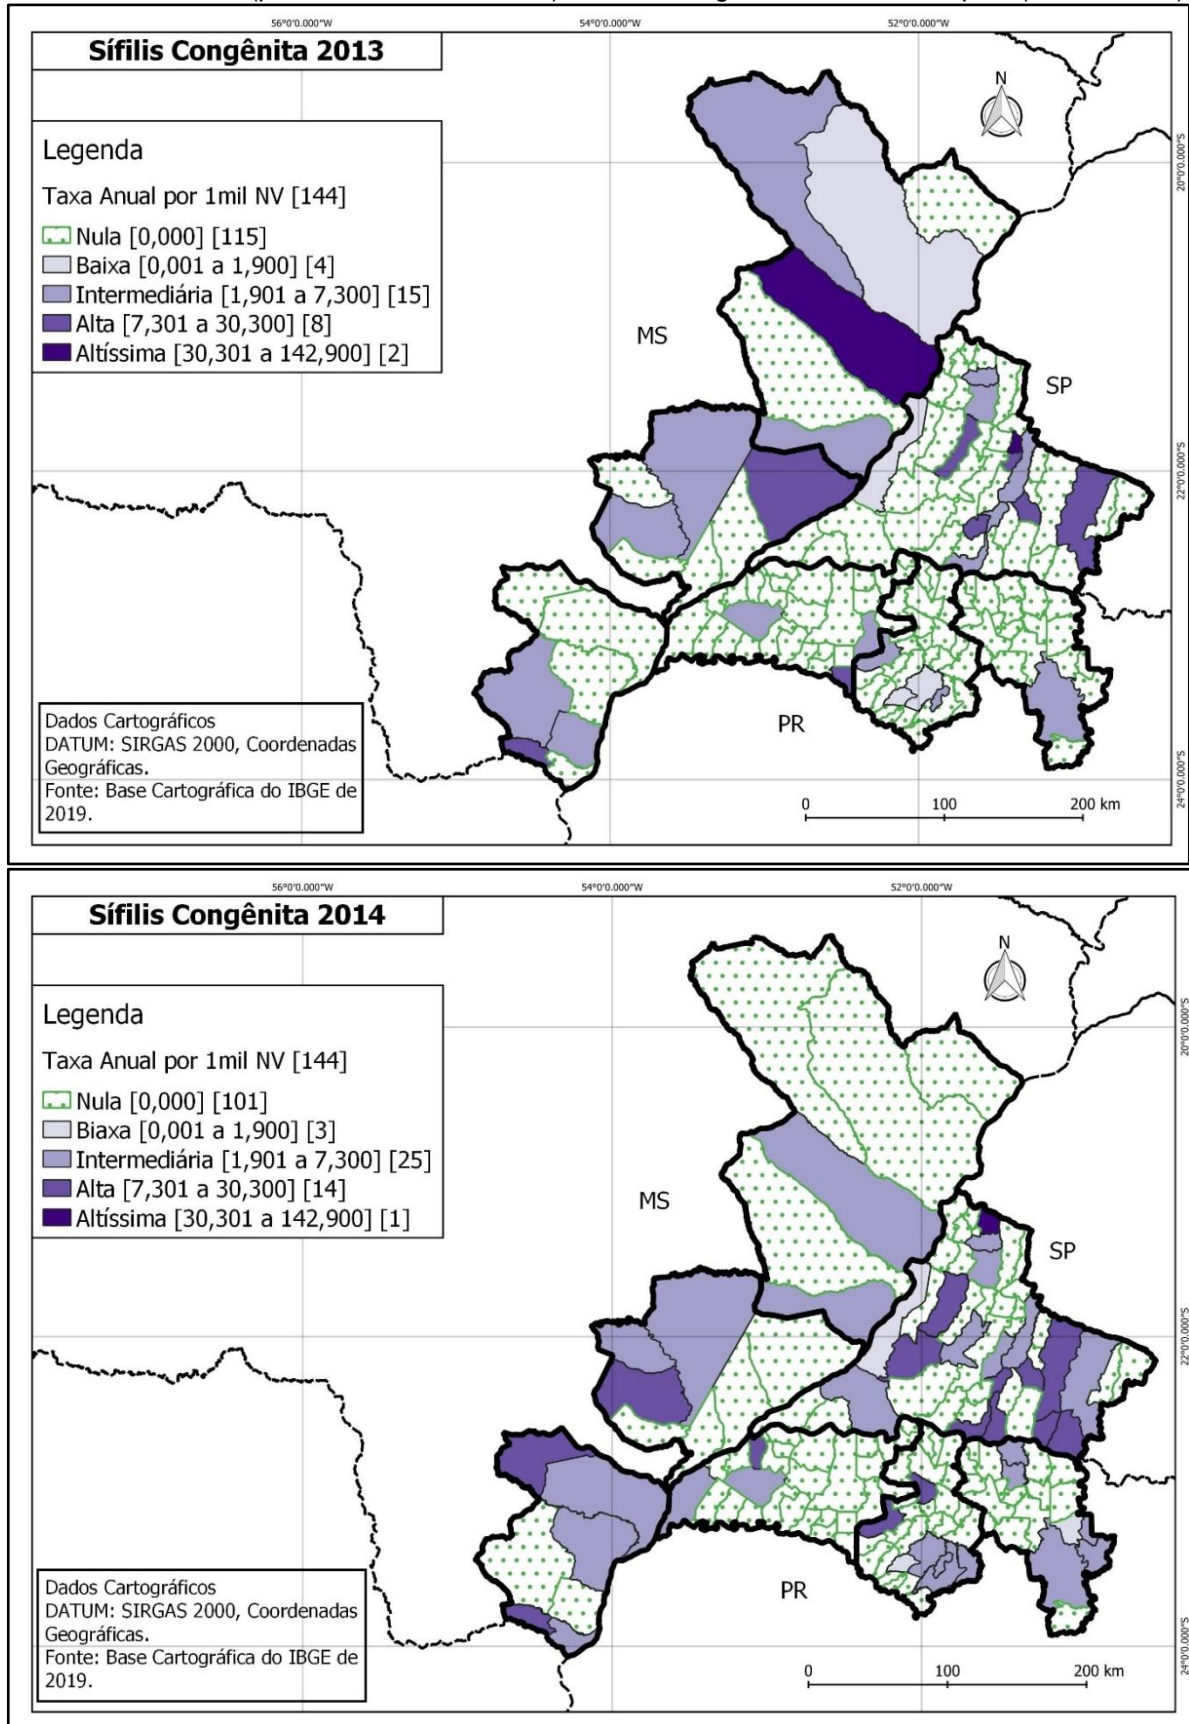 56°0'0.000"W
54°0'0.000"W
52°0'0.000"W
Sífilis Congênita 2013
N
Legenda
Taxa Anual por 1mil NV [144]
Nula [0,000] [115]
Baixa [0,001 a 1,900] [4]
Intermediária [1,901 a 7,300] [15]
Alta [7,301 a 30,300] [8]
Altíssima [30,301 a 142,900] [2]
20°0'0.000"S
MS
SP
22°0'0.000"S
PR
Dados Cartográficos
DATUM: SIRGAS 2000, Coordenadas
Geográficas.
Fonte: Base Cartográfica do IBGE de
2019.
24°0'0.000"S
0 100 200 km
56°0'0.000"W
54°0'0.000"W
52°0'0.000"W
Sífilis Congênita 2014
N
Legenda
Taxa Anual por 1mil NV [144]
Nula [0,000] [101]
Biaxa [0,001 a 1,900] [3]
Intermediária [1,901 a 7,300] [25]
Alta [7,301 a 30,300] [14]
Altíssima [30,301 a 142,900] [1]
20°0'0.000"S
MS
SP
22°0'0.000"S
PR
Dados Cartográficos
DATUM: SIRGAS 2000, Coordenadas
Geográficas.
Fonte: Base Cartográfica do IBGE de
2019.
24°0'0.000"S
0 100 200 km